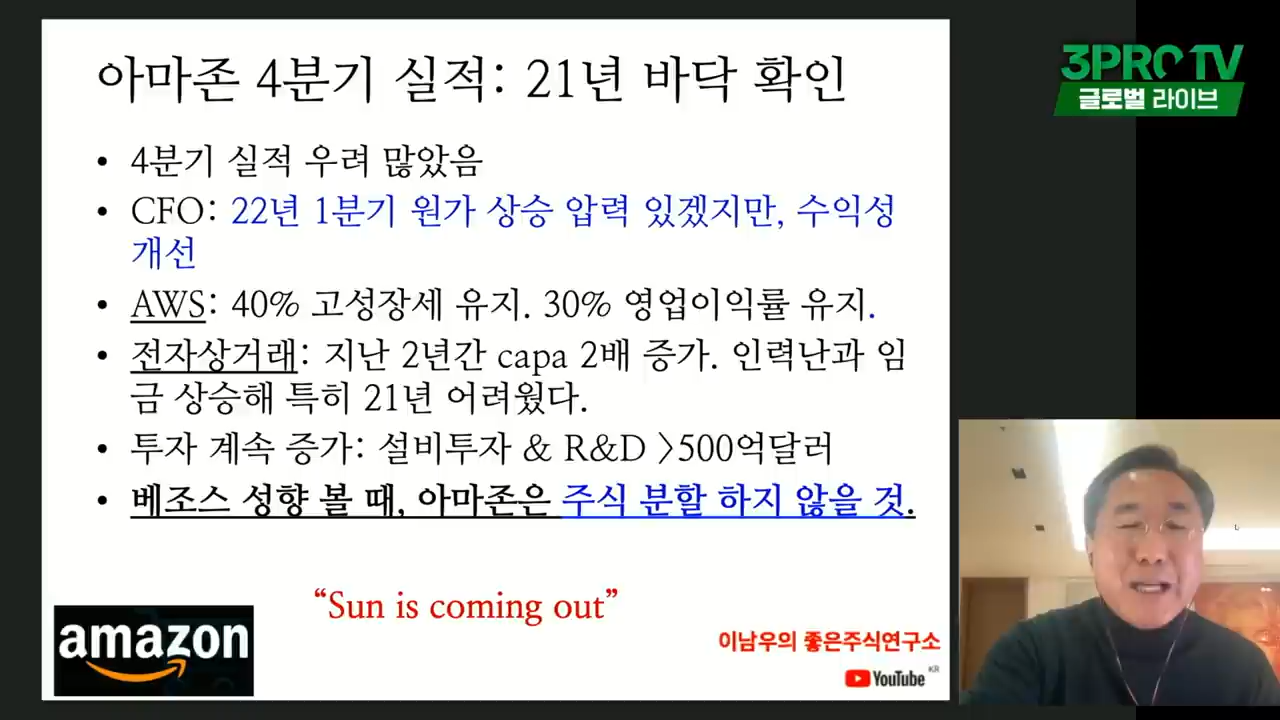 아마존 4분기 실적: 21년 바닥 확인
3PRO TV
글로벌 라이브
• 4분기 실적 우려 많았음
• CFO: 22년 1분기 원가 상승 압력 있겠지만, 수익성
개선
• AWS: 40% 고성장세 유지. 30% 영업이익률 유지.
• 전자상거래: 지난 2년간 capa 2배 증가. 인력난과 임
금 상승해 특히 21년 어려웠다.
• 투자 계속 증가: 설비투자 & R&D >500억달러
• 베조스 성향 볼 때, 아마존은 주식 분할 하지 않을 것.
“Sun is coming out”
amazon
이남우의 좋은주식연구소
YouTube KR